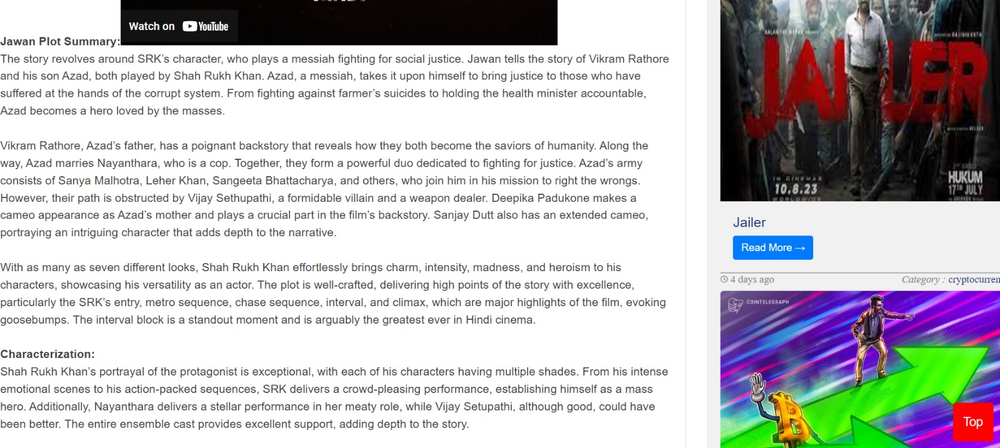 Watch on YouTube
Jawan Plot Summary:
The story revolves around SRK’s character, who plays a messiah fighting for social justice. Jawan tells the story of Vikram Rathore
and his son Azad, both played by Shah Rukh Khan. Azad, a messiah, takes it upon himself to bring justice to those who have
suffered at the hands of the corrupt system. From fighting against farmer’s suicides to holding the health minister accountable,
Azad becomes a hero loved by the masses.
Vikram Rathore, Azad’s father, has a poignant backstory that reveals how they both become the saviors of humanity. Along the
way, Azad marries Nayanthara, who is a cop. Together, they form a powerful duo dedicated to fighting for justice. Azad’s army
consists of Sanya Malhotra, Leher Khan, Sangeeta Bhattacharya, and others, who join him in his mission to right the wrongs.
However, their path is obstructed by Vijay Sethupathi, a formidable villain and a weapon dealer. Deepika Padukone makes a
cameo appearance as Azad’s mother and plays a crucial part in the film’s backstory. Sanjay Dutt also has an extended cameo,
portraying an intriguing character that adds depth to the narrative.
With as many as seven different looks, Shah Rukh Khan effortlessly brings charm, intensity, madness, and heroism to his
characters, showcasing his versatility as an actor. The plot is well-crafted, delivering high points of the story with excellence,
particularly the SRK’s entry, metro sequence, chase sequence, interval, and climax, which are major highlights of the film, evoking
goosebumps. The interval block is a standout moment and is arguably the greatest ever in Hindi cinema.
Characterization:
Shah Rukh Khan’s portrayal of the protagonist is exceptional, with each of his characters having multiple shades. From his intense
emotional scenes to his action-packed sequences, SRK delivers a crowd-pleasing performance, establishing himself as a mass
hero. Additionally, Nayanthara delivers a stellar performance in her meaty role, while Vijay Setupathi, although good, could have
been better. The entire ensemble cast provides excellent support, adding depth to the story.
JAILER
IN CINEMAS
10.8.23
WORLDWIDE
HUKUM
17TH JULY
Jailer
Read More →
4 days ago
Category : cryptocurren
COINTELEGRAPH
Top